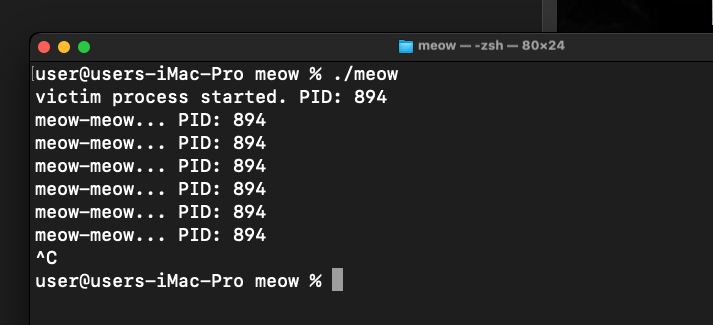 meow — -zsh — 80×24
user@users-iMac-Pro meow % ./meow
victim process started. PID: 894
meow-meow... PID: 894
meow-meow... PID: 894
meow-meow... PID: 894
meow-meow... PID: 894
meow-meow... PID: 894
meow-meow... PID: 894
^C
user@users-iMac-Pro meow %